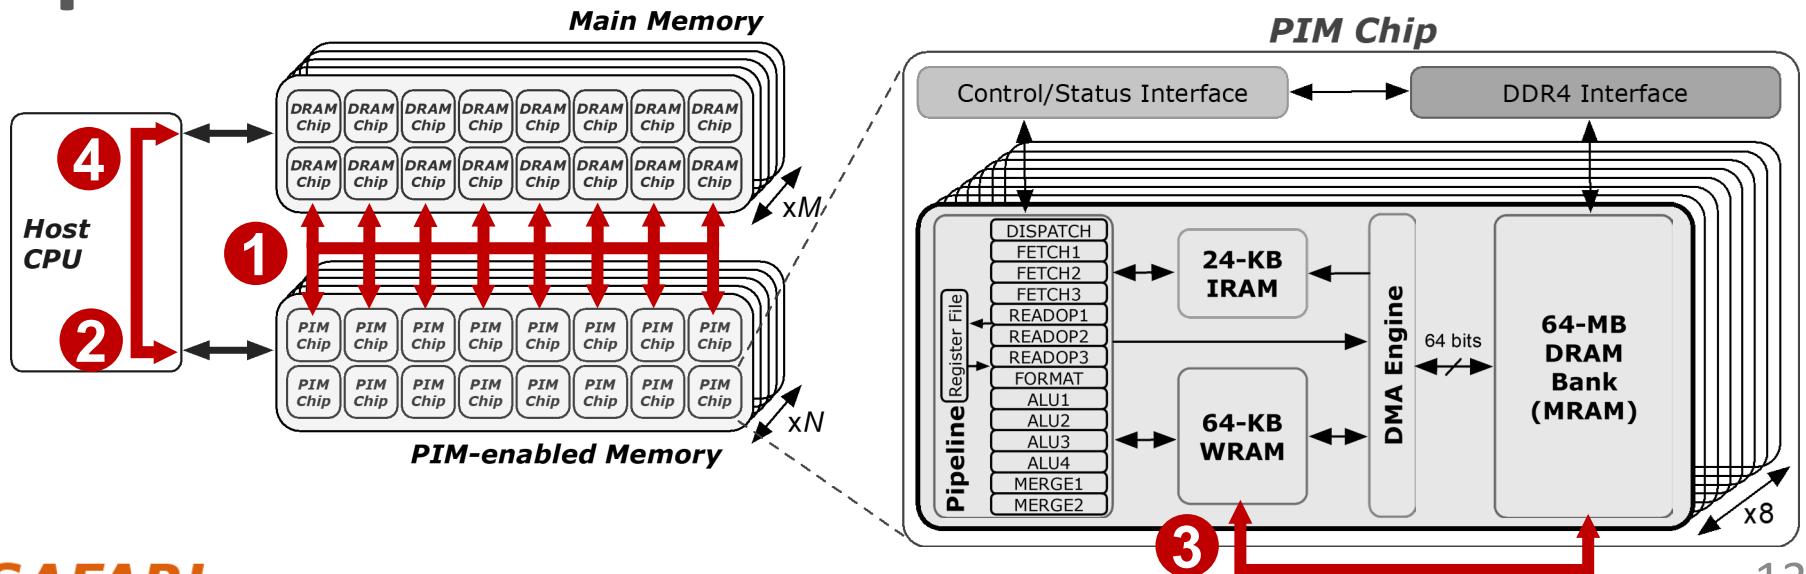 Main Memory
DRAM Chip DRAM Chip DRAM Chip DRAM Chip DRAM Chip DRAM Chip DRAM Chip DRAM Chip
DRAM Chip DRAM Chip DRAM Chip DRAM Chip DRAM Chip DRAM Chip DRAM Chip DRAM Chip
xM
4
Host
CPU
2
1
PIM Chip PIM Chip PIM Chip PIM Chip PIM Chip PIM Chip PIM Chip PIM Chip
PIM Chip PIM Chip PIM Chip PIM Chip PIM Chip PIM Chip PIM Chip PIM Chip
xN
PIM-enabled Memory
PIM Chip
Control/Status Interface
DDR4 Interface
Pipeline
Register File
DISPATCH
FETCH1
FETCH2
FETCH3
READOP1
READOP2
READOP3
FORMAT
ALU1
ALU2
ALU3
ALU4
MERGE1
MERGE2
24-KB
IRAM
64-KB
WRAM
DMA Engine
64 bits
64-MB
DRAM
Bank
(MRAM)
x8
3
SAFARI